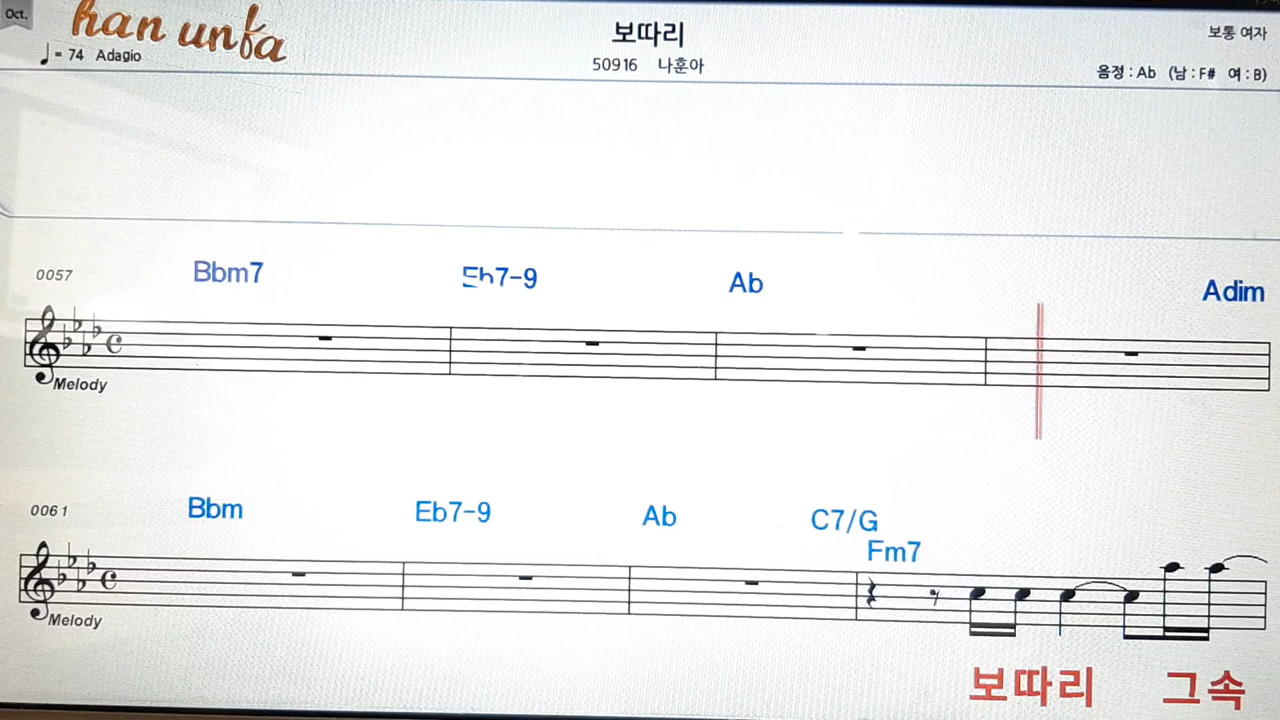 Oct.
han unfa
보따리
보통 여자
♩= 74 Adagio
50916 나훈아
음정 : Ab (남 : F# 여 : B)
0057
Bbm7 Eb7-9 Ab Adim
Melody
0061
Bbm Eb7-9 Ab C7/G
Fm7
Melody
보따리 그속